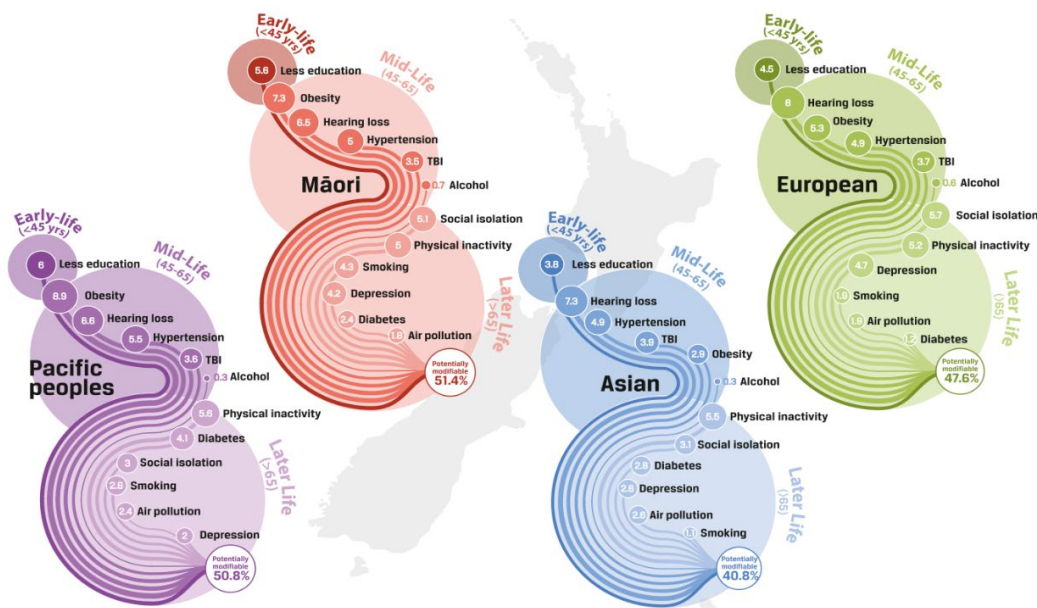 Early-life
(<45 yrs)
5.6
Less education
Mid-Life
(45-65)
7.3
Obesity
6.5
Hearing loss
5
Hypertension
3.5
TBI
0.7
Alcohol
Māori
5.1
Social isolation
5
Physical inactivity
4.3
Smoking
4.2
Depression
2.4
Diabetes
1.6
Air pollution
Later Life
(>65)
Potentially
modifiable
51.4%
Early-life
(<45 yrs)
4.5
Less education
Mid-Life
(45-65)
8
Hearing loss
5.3
Obesity
4.9
Hypertension
3.7
TBI
0.6
Alcohol
European
5.7
Social isolation
5.2
Physical inactivity
4.7
Depression
1.9
Smoking
1.9
Air pollution
1.2
Diabetes
Later Life
(>65)
Potentially
modifiable
47.6%
Early-life
(<45 yrs)
6
Less education
Mid-Life
(45-65)
8.9
Obesity
6.6
Hearing loss
5.5
Hypertension
3.6
TBI
0.3
Alcohol
Pacific
peoples
5.6
Physical inactivity
4.1
Diabetes
3
Social isolation
2.6
Smoking
2.4
Air pollution
2
Depression
Later Life
(>65)
Potentially
modifiable
50.8%
Early-life
(<45 yrs)
3.8
Less education
Mid-Life
(45-65)
7.3
Hearing loss
4.9
Hypertension
3.9
TBI
2.9
Obesity
0.3
Alcohol
Asian
5.5
Physical inactivity
3.1
Social isolation
2.8
Diabetes
2.6
Depression
2.6
Air pollution
1.1
Smoking
Later Life
(>65)
Potentially
modifiable
40.8%